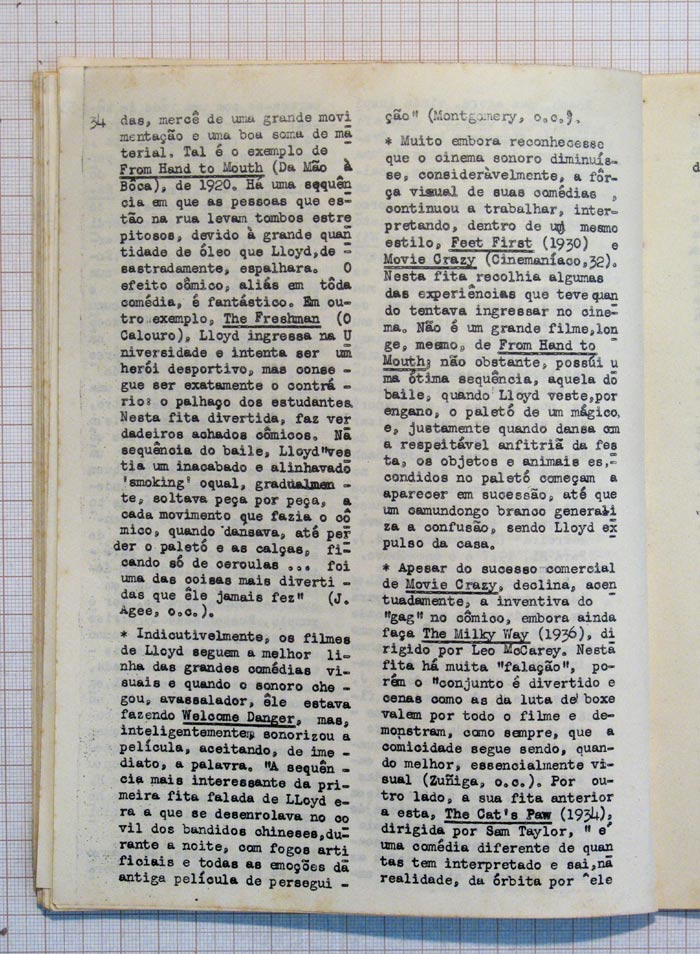 34
das, mercê de uma grande movi
mentação e uma boa soma de ma
terial. Tal é o exemplo de
From Hand to Mouth (Da Mão à
Bôca), de 1920. Há uma sequên
cia em que as pessoas que es-
tão na rua levam tombos estre
pitosos, devido à grande quan
tidade de óleo que Lloyd,de -
sastradamente, espalhara. O
efeito cômico, aliás em tôda
comédia, é fantástico. Em ou-
tro exemplo, The Freshman (O
Calouro), Lloyd ingressa na U
niversidade e intenta ser um
herói desportivo, mas conse -
gue ser exatamente o contrá -
rio: o palhaço dos estudantes.
Nesta fita divertida, faz ver
dadeiros achados cômicos. Na
sequência do baile, Lloyd"ves
tia um inacabado e alinhavado
'smoking' oqual, gradualmen -
te, soltava peça por peça, a
cada movimento que fazia o cô
mico, quando dansava, até per
der o paletó e as calças, fi-
cando só de ceroulas ... foi
uma das coisas mais diverti -
das que êle jamais fez" (J.
Agee, o.c.).
* Indicutivelmente, os filmes
de Lloyd seguem a melhor li-
nha das grandes comédias vi-
suais e quando o sonoro che -
gou, avassalador, êle estava
fazendo Welcome Danger, mas,
inteligentemente, sonorizou a
película, aceitando, de ime -
diato, a palavra. "A sequên -
cia mais interessante da pri-
meira fita falada de LLoyd e-
ra a que se desenrolava no co
vil dos bandidos chineses,du-
rante a noite, com fogos arti
ficiais e todas as emoções da
antiga película de persegui -
ção" (Montgomery, o.c.).
* Muito embora reconhecesse
que o cinema sonoro diminuís-
se, consideràvelmente, a fôr-
ça visual de suas comédias ,
continuou a trabalhar, inter-
pretando, dentro de um mesmo
estilo, Feet First (1930) e
Movie Crazy (Cinemaníaco,32).
Nesta fita recolhia algumas
das experiências que teve quan
do tentava ingressar no cine-
ma. Não é um grande filme,lon
ge, mesmo, de From Hand to
Mouth; não obstante, possúi u
ma ótima sequência, aquela do
baile, quando Lloyd veste,por
engano, o paletó de um mágico,
e, justamente quando dansa com
a respeitável anfitriã da fes
ta, os objetos e animais es,-
condidos no paletó começam a
aparecer em sucessão, até que
um camundongo branco generali
za a confusão, sendo Lloyd ex
pulso da casa.
* Apesar do sucesso comercial
de Movie Crazy, declina, acen
tuadamente, a inventiva do
"gag" no cômico, embora ainda
faça The Milky Way (1936), di
rigido por Leo McCarey. Nesta
fita há muita "falação", po-
rém o "conjunto é divertido e
cenas como as da luta de boxe
valem por todo o filme e de-
monstram, como sempre, que a
comicidade segue sendo, quan-
do melhor, essencialmente vi-
sual (Zuñiga, o.c.). Por ou-
tro lado, a sua fita anterior
a esta, The Cat's Paw (1934),
dirigida por Sam Taylor, " e'
uma comédia diferente de quan
tas tem interpretado e sai,na
realidade, da órbita por ^ele